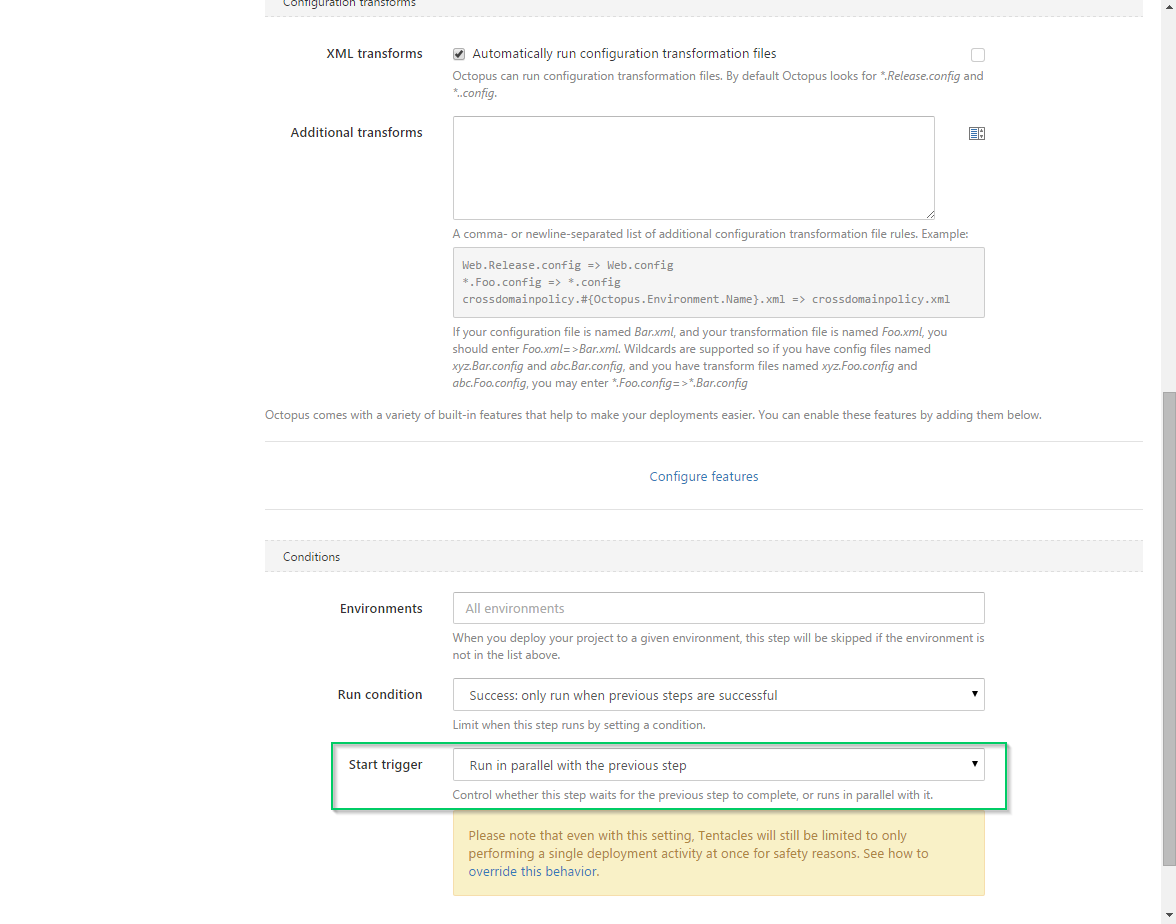 Configuration transforms
XML transforms
Automatically run configuration transformation files
Octopus can run configuration transformation files. By default Octopus looks for *.Release.config and
*..config.
Additional transforms
A comma- or newline-separated list of additional configuration transformation file rules. Example:
Web.Release.config => Web.config
*.Foo.config => *.config
crossdomainpolicy.#{Octopus.Environment.Name}.xml => crossdomainpolicy.xml
If your configuration file is named Bar.xml, and your transformation file is named Foo.xml, you
should enter Foo.xml=>Bar.xml. Wildcards are supported so if you have config files named
xyz.Bar.config and abc.Bar.config, and you have transform files named xyz.Foo.config and
abc.Foo.config, you may enter *.Foo.config=>*.Bar.config
Octopus comes with a variety of built-in features that help to make your deployments easier. You can enable these features by adding them below.
Configure features
Conditions
Environments
All environments
When you deploy your project to a given environment, this step will be skipped if the environment is
not in the list above.
Run condition
Success: only run when previous steps are successful
Limit when this step runs by setting a condition.
Start trigger
Run in parallel with the previous step
Control whether this step waits for the previous step to complete, or runs in parallel with it.
Please note that even with this setting, Tentacles will still be limited to only
performing a single deployment activity at once for safety reasons. See how to
override this behavior.